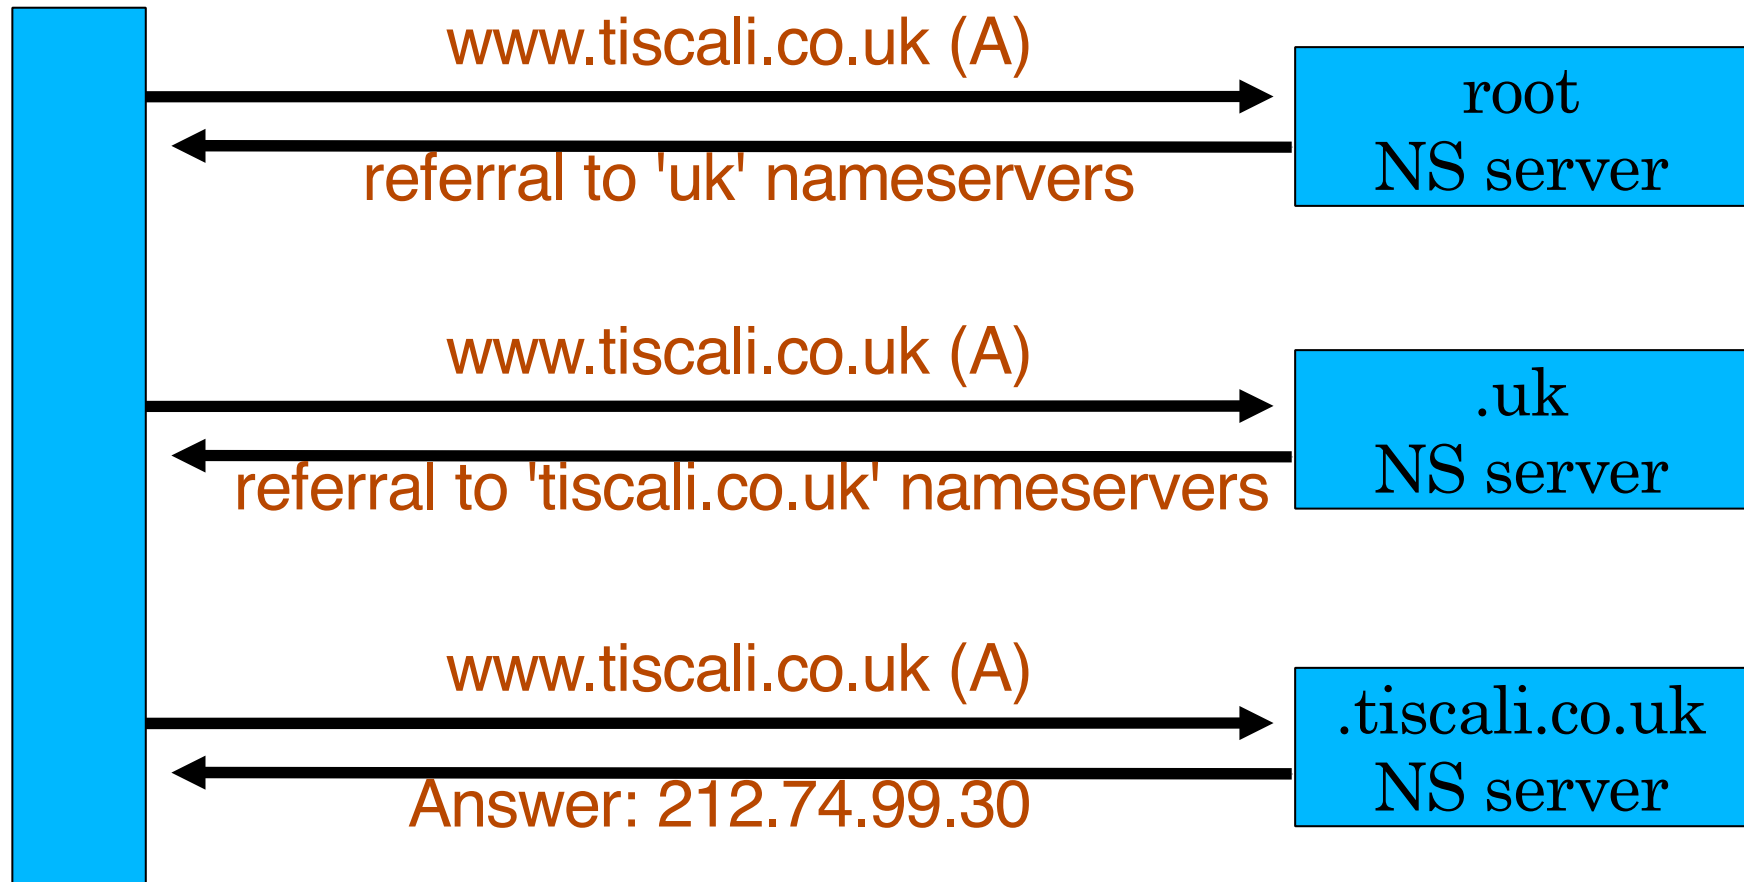 www.tiscali.co.uk (A)
root
NS server
referral to 'uk' nameservers
www.tiscali.co.uk (A)
.uk
NS server
referral to 'tiscali.co.uk' nameservers
www.tiscali.co.uk (A)
.tiscali.co.uk
NS server
Answer: 212.74.99.30